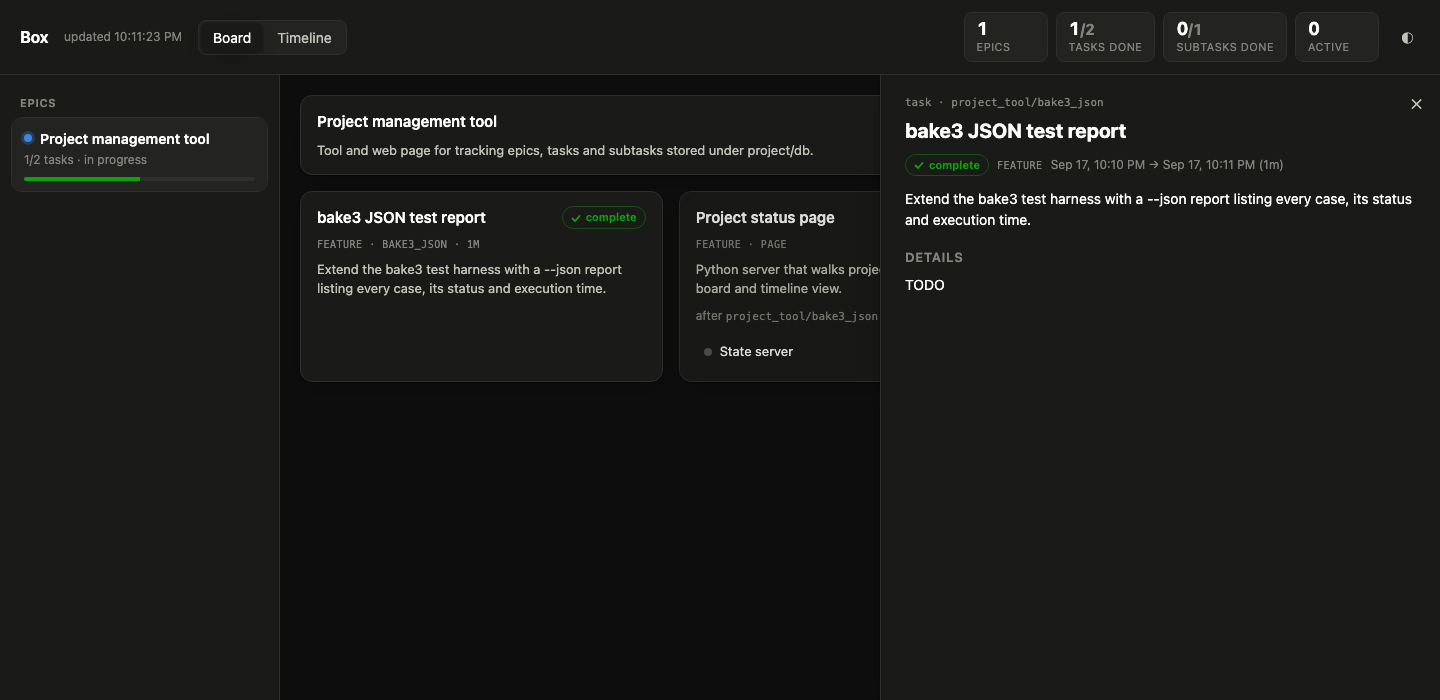 Box
updated 10:11:23 PM
Board
Timeline
1
EPICS
1/2
TASKS DONE
0/1
SUBTASKS DONE
0
ACTIVE
EPICS
Project management tool
1/2 tasks · in progress
Project management tool
Tool and web page for tracking epics, tasks and subtasks stored under project/db.
bake3 JSON test report
✓ complete
FEATURE · BAKE3_JSON · 1M
Extend the bake3 test harness with a --json report
listing every case, its status and execution time.
Project status page
FEATURE · PAGE
Python server that walks
board and timeline view.
after project_tool/bake3_json
State server
task · project_tool/bake3_json
bake3 JSON test report
✓ complete FEATURE Sep 17, 10:10 PM → Sep 17, 10:11 PM (1m)
Extend the bake3 test harness with a --json report listing every case, its status
and execution time.
DETAILS
TODO